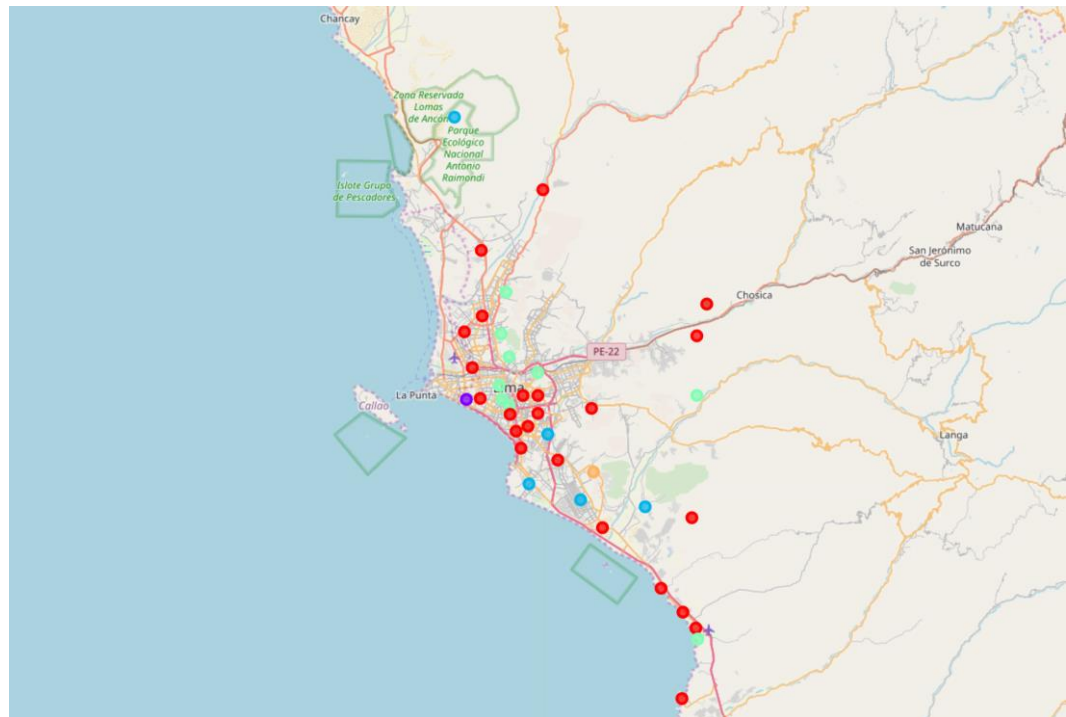 Chancay
Zona Reservada
Lomas
de Ancón
Parque
Ecológico
Nacional
Antonio
Raimondi
Islote Grupo
de Pescadores
Matucana
San Jerónimo
de Surco
Chosica
PE-22
La Punta
Callao
Langa